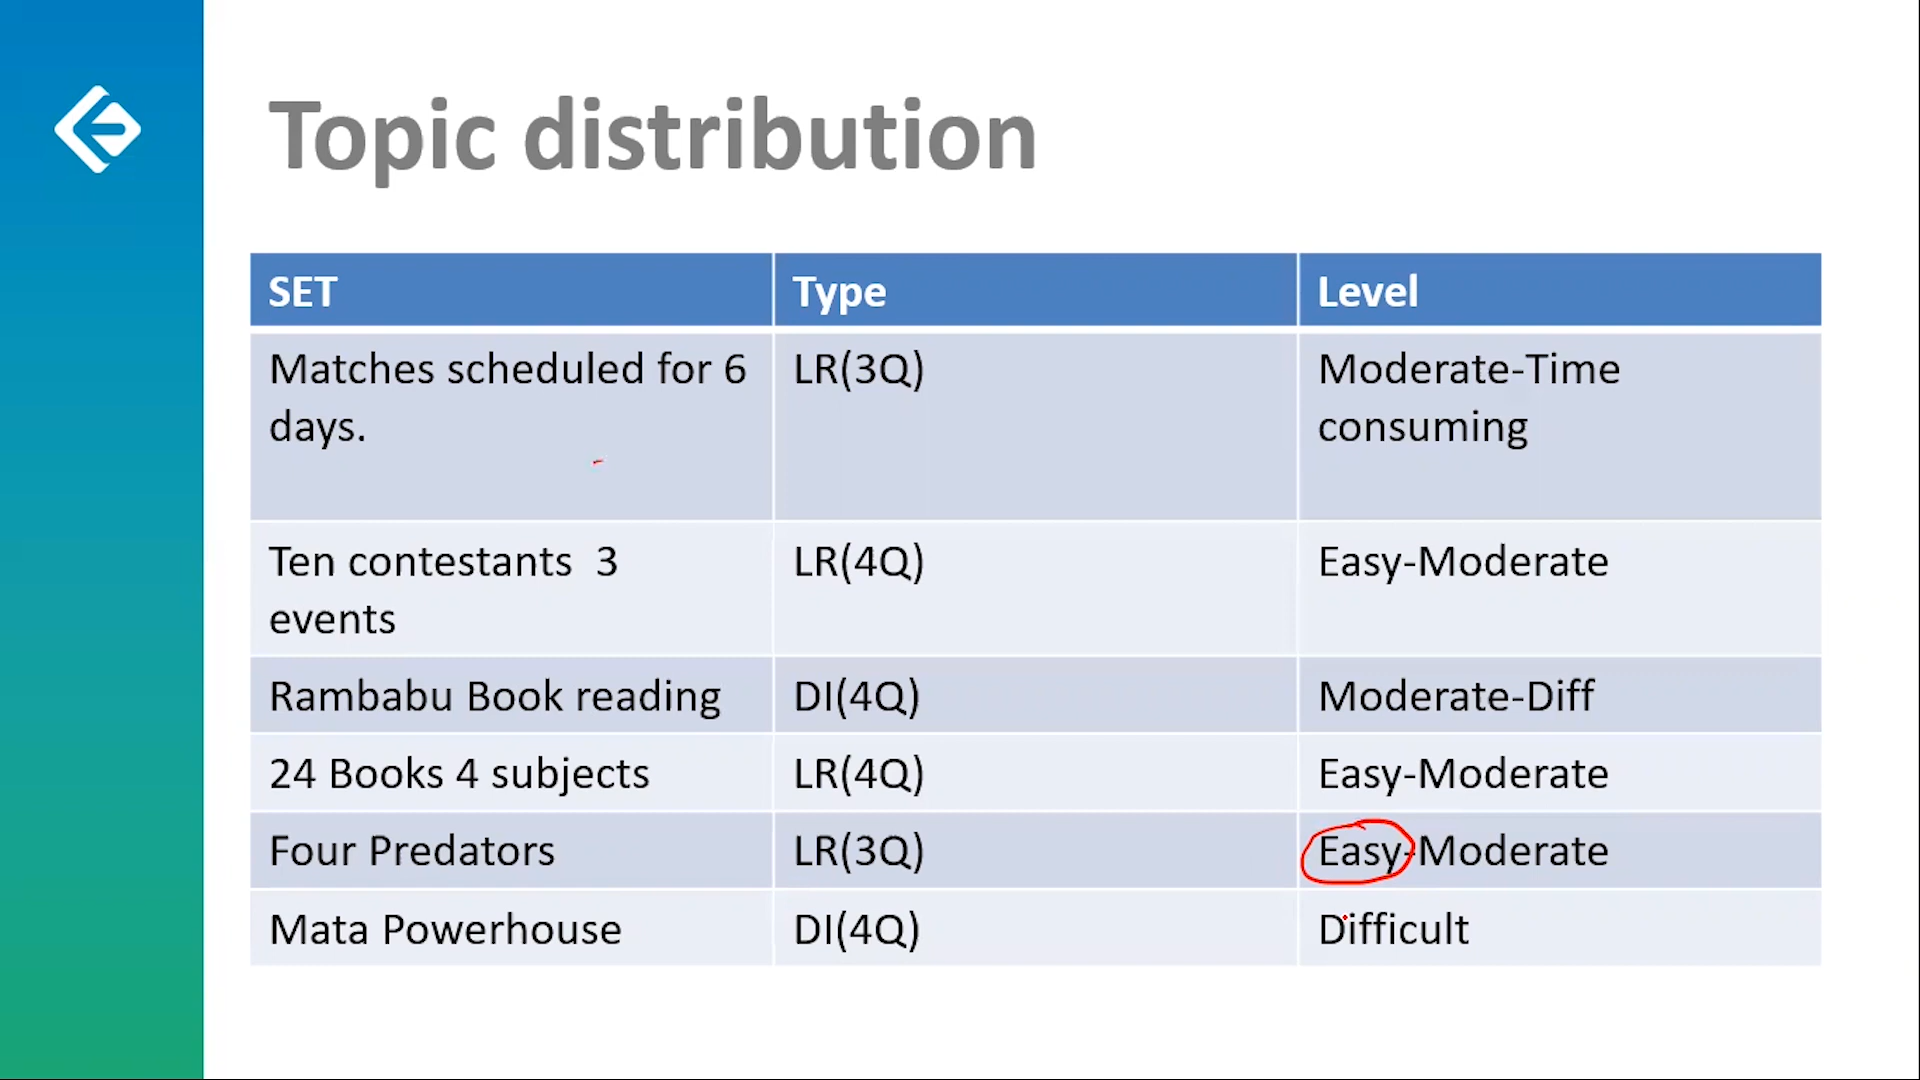 Topic distribution
SET Type Level
Matches scheduled for 6 LR(3Q) Moderate-Time
days. consuming
Ten contestants 3 LR(4Q) Easy-Moderate
events
Rambabu Book reading DI(4Q) Moderate-Diff
24 Books 4 subjects LR(4Q) Easy-Moderate
Four Predators LR(3Q) Easy-Moderate
Mata Powerhouse DI(4Q) Difficult